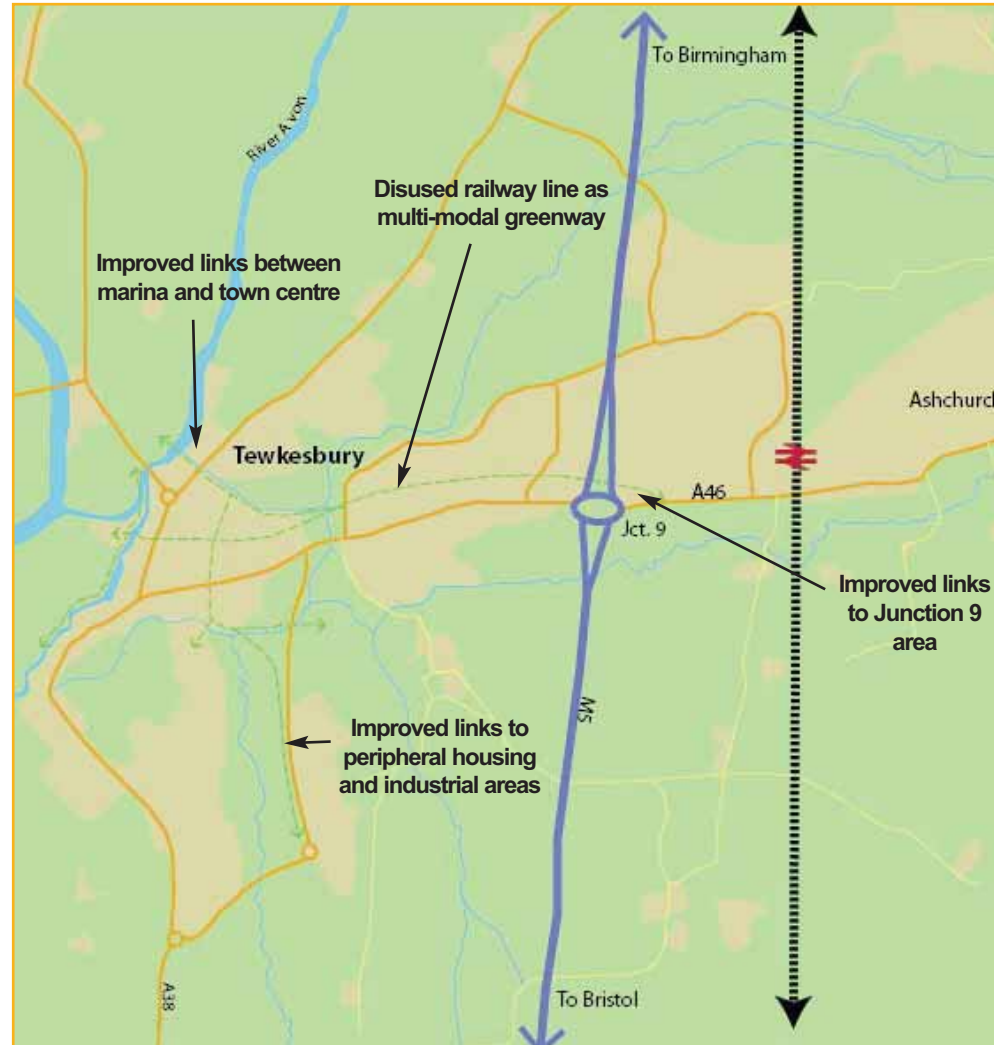 To Birmingham
River Avon
Disused railway line as
multi-modal greenway
Improved links between
marina and town centre
Ashchurch
Tewkesbury
A46
Jct. 9
Improved links
to Junction 9
area
M5
Improved links to
peripheral housing
and industrial areas
A38
To Bristol